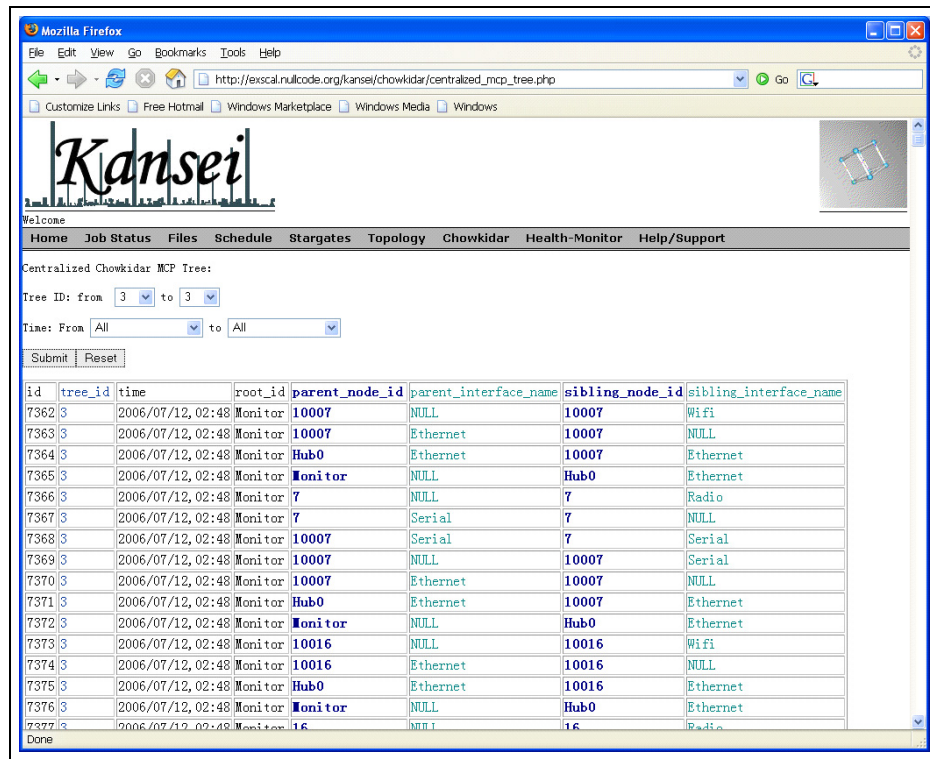 Mozilla Firefox
File Edit View Go Bookmarks Tools Help
http://exscal.nullcode.org/kansei/chowkidar/centralized_mcp_tree.php Go G
Customize Links Free Hotmail Windows Marketplace Windows Media Windows
Kansei
Welcome
Home Job Status Files Schedule Stargates Topology Chowkidar Health-Monitor Help/Support
Centralized Chowkidar MCP Tree:
Tree ID: from 3 to 3
Time: From All to All
Submit Reset
id tree_id time root_id parent_node_id parent_interface_name sibling_node_id sibling_interface_name
7362 3 2006/07/12,02:48 Monitor 10007 NULL 10007 Wifi
7363 3 2006/07/12,02:48 Monitor 10007 Ethernet 10007 NULL
7364 3 2006/07/12,02:48 Monitor Hub0 Ethernet 10007 Ethernet
7365 3 2006/07/12,02:48 Monitor Monitor NULL Hub0 Ethernet
7366 3 2006/07/12,02:48 Monitor 7 NULL 7 Radio
7367 3 2006/07/12,02:48 Monitor 7 Serial 7 NULL
7368 3 2006/07/12,02:48 Monitor 10007 Serial 7 Serial
7369 3 2006/07/12,02:48 Monitor 10007 NULL 10007 Serial
7370 3 2006/07/12,02:48 Monitor 10007 Ethernet 10007 NULL
7371 3 2006/07/12,02:48 Monitor Hub0 Ethernet 10007 Ethernet
7372 3 2006/07/12,02:48 Monitor Monitor NULL Hub0 Ethernet
7373 3 2006/07/12,02:48 Monitor 10016 NULL 10016 Wifi
7374 3 2006/07/12,02:48 Monitor 10016 Ethernet 10016 NULL
7375 3 2006/07/12,02:48 Monitor Hub0 Ethernet 10016 Ethernet
7376 3 2006/07/12,02:48 Monitor Monitor NULL Hub0 Ethernet
7377 3 2006/07/12,02:48 Monitor 16 NULL 16 Radio
Done